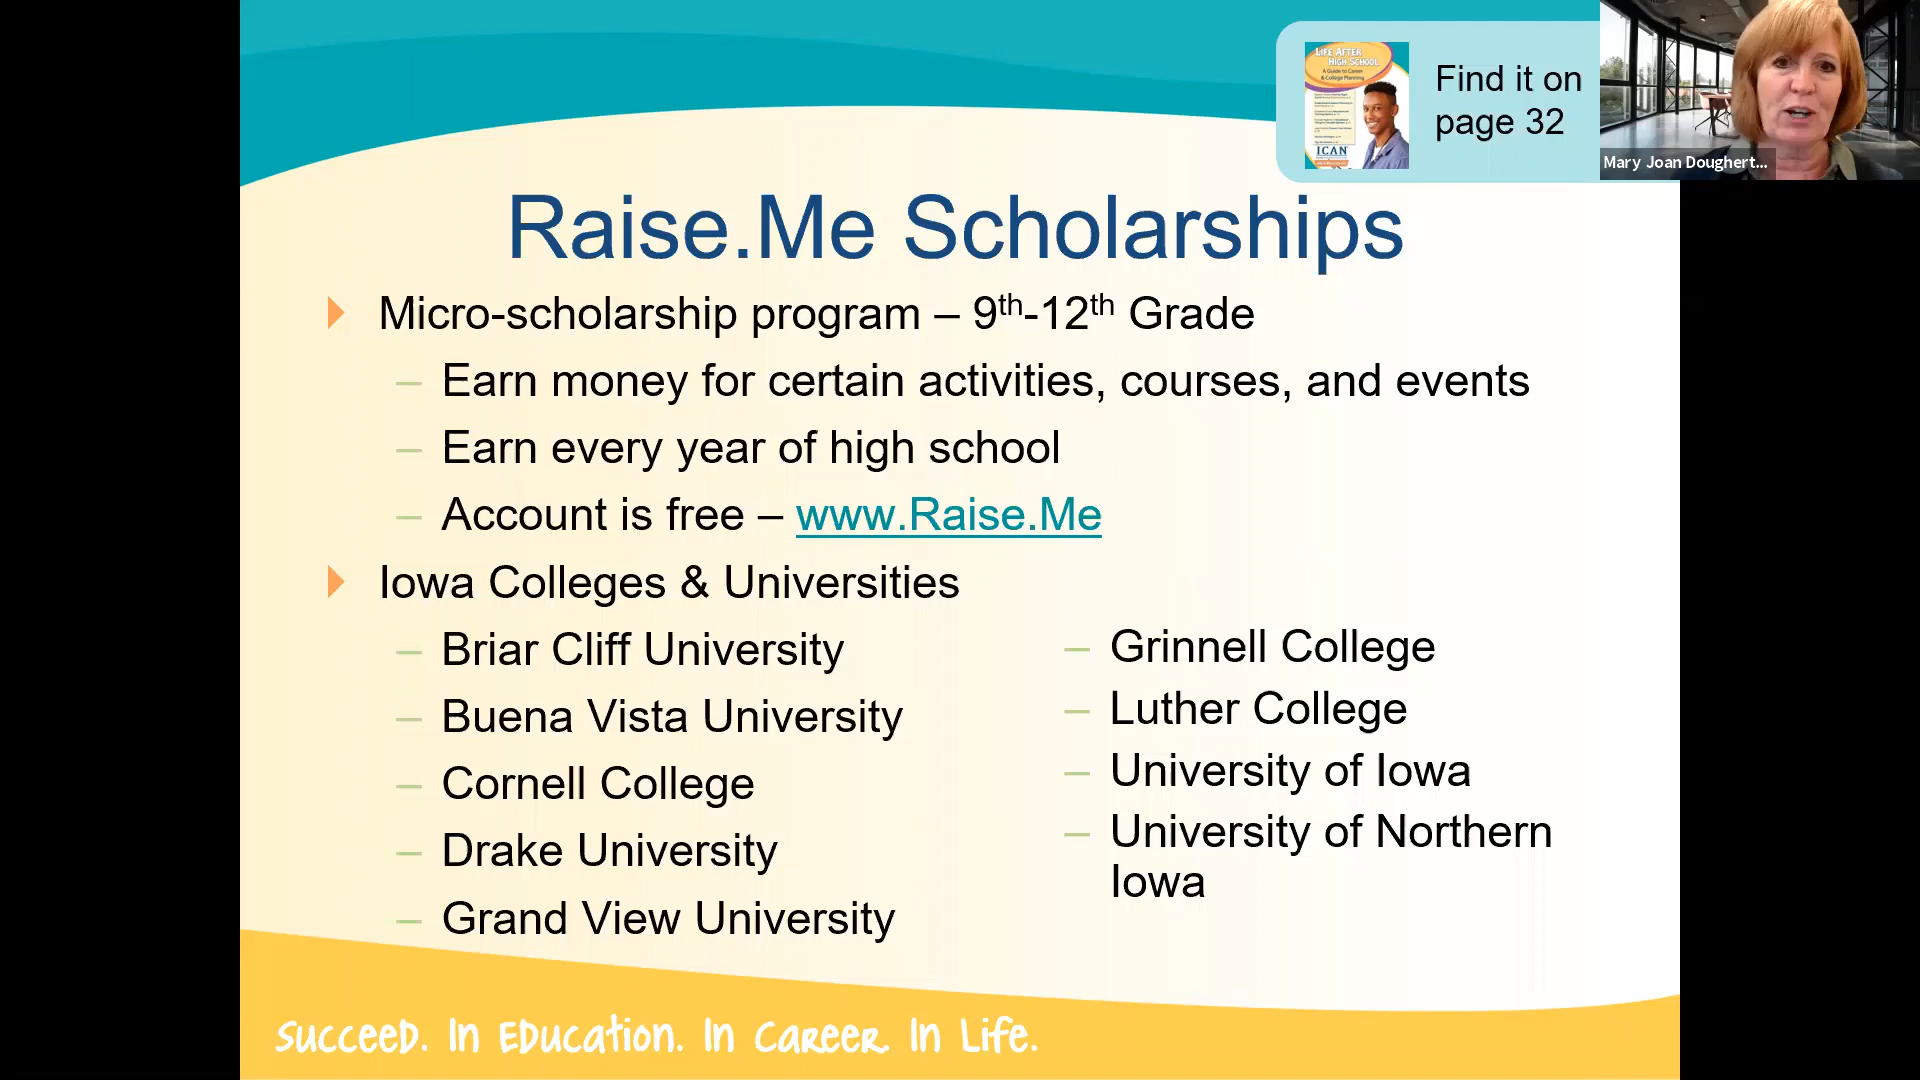 LIFE AFTER
HIGH SCHOOL
A Guide to Career
& College Planning
ICAN
Find it on
page 32
Mary Joan Doughert...
Raise.Me Scholarships
Micro-scholarship program – 9th-12th Grade
– Earn money for certain activities, courses, and events
– Earn every year of high school
– Account is free – www.Raise.Me
Iowa Colleges & Universities
– Briar Cliff University
– Buena Vista University
– Cornell College
– Drake University
– Grand View University
– Grinnell College
– Luther College
– University of Iowa
– University of Northern
Iowa
Succeed. In Education. In Career. In Life.